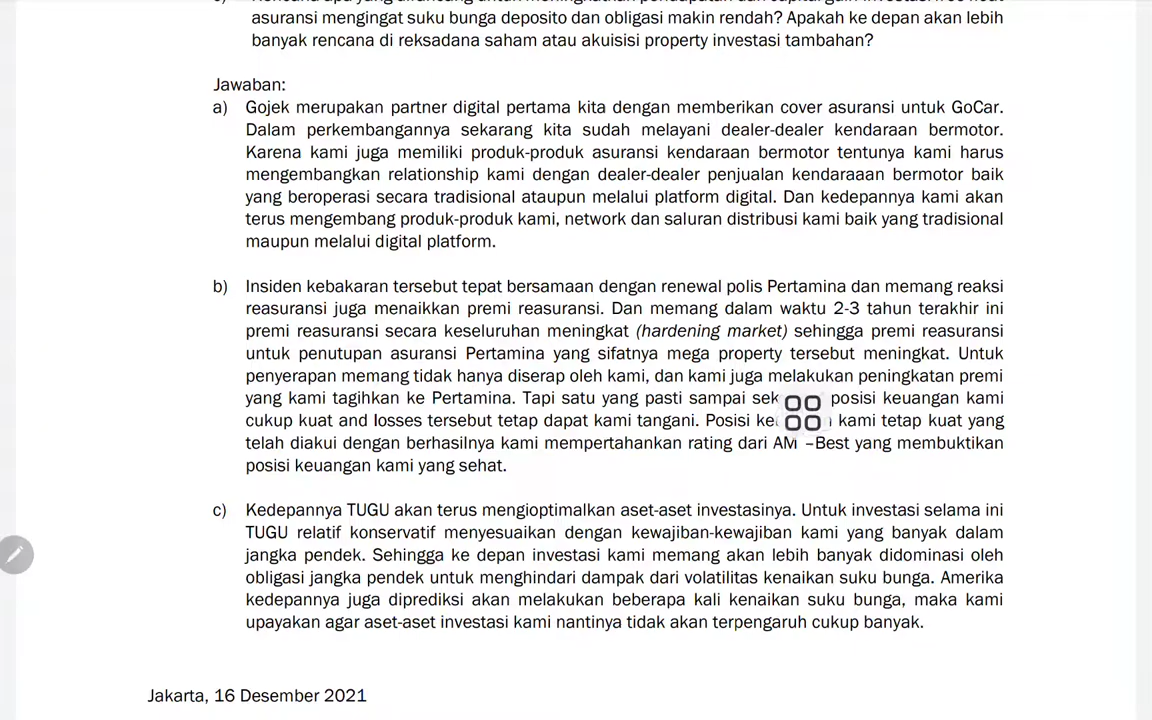 asuransi mengingat suku bunga deposito dan obligasi makin rendah? Apakah ke depan akan lebih
banyak rencana di reksadana saham atau akuisisi property investasi tambahan?
Jawaban:
a) Gojek merupakan partner digital pertama kita dengan memberikan cover asuransi untuk GoCar.
Dalam perkembangannya sekarang kita sudah melayani dealer-dealer kendaraan bermotor.
Karena kami juga memiliki produk-produk asuransi kendaraan bermotor tentunya kami harus
mengembangkan relationship kami dengan dealer-dealer penjualan kendaraaan bermotor baik
yang beroperasi secara tradisional ataupun melalui platform digital. Dan kedepannya kami akan
terus mengembang produk-produk kami, network dan saluran distribusi kami baik yang tradisional
maupun melalui digital platform.
b) Insiden kebakaran tersebut tepat bersamaan dengan renewal polis Pertamina dan memang reaksi
reasuransi juga menaikkan premi reasuransi. Dan memang dalam waktu 2-3 tahun terakhir ini
premi reasuransi secara keseluruhan meningkat (hardening market) sehingga premi reasuransi
untuk penutupan asuransi Pertamina yang sifatnya mega property tersebut meningkat. Untuk
penyerapan memang tidak hanya diserap oleh kami, dan kami juga melakukan peningkatan premi
yang kami tagihkan ke Pertamina. Tapi satu yang pasti sampai posisi keuangan kami
cukup kuat and losses tersebut tetap dapat kami tangani. Posisi kami tetap kuat yang
telah diakui dengan berhasilnya kami mempertahankan rating dari AM –Best yang membuktikan
posisi keuangan kami yang sehat.
c) Kedepannya TUGU akan terus mengioptimalkan aset-aset investasinya. Untuk investasi selama ini
TUGU relatif konservatif menyesuaikan dengan kewajiban-kewajiban kami yang banyak dalam
jangka pendek. Sehingga ke depan investasi kami memang akan lebih banyak didominasi oleh
obligasi jangka pendek untuk menghindari dampak dari volatilitas kenaikan suku bunga. Amerika
kedepannya juga diprediksi akan melakukan beberapa kali kenaikan suku bunga, maka kami
upayakan agar aset-aset investasi kami nantinya tidak akan terpengaruh cukup banyak.
Jakarta, 16 Desember 2021